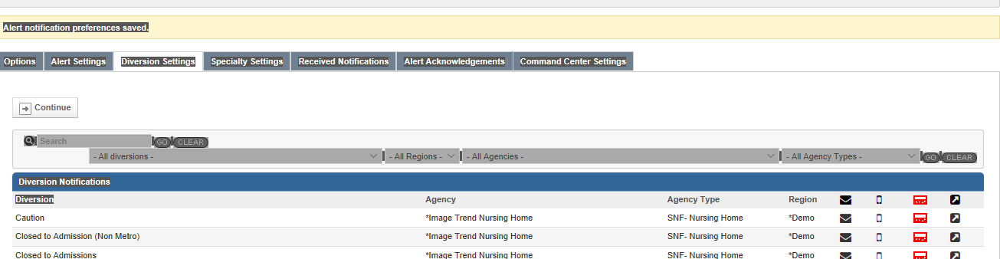 Alert notification preferences saved.
Options Alert Settings Diversion Settings Specialty Settings Received Notifications Alert Acknowledgements Command Center Settings
Continue
Search GO CLEAR
- All diversions - - All Regions - - All Agencies - - All Agency Types - GO CLEAR
Diversion Notifications
Diversion Agency Agency Type Region
Caution *Image Trend Nursing Home SNF- Nursing Home *Demo
Closed to Admission (Non Metro) *Image Trend Nursing Home SNF- Nursing Home *Demo
Closed to Admissions *Image Trend Nursing Home SNF- Nursing Home *Demo